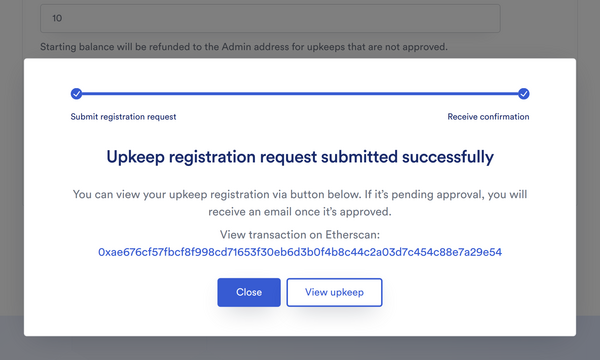 10
Starting balance will be refunded to the Admin address for upkeeps that are not approved.
Submit registration request
Receive confirmation
Upkeep registration request submitted successfully
You can view your upkeep registration via button below. If it's pending approval, you will
receive an email once it's approved.
View transaction on Etherscan:
0xae676cf57fbcf8f998cd71653f30eb6d3b0f4b8c44c2a03d7c454c88e7a29e54
Close
View upkeep